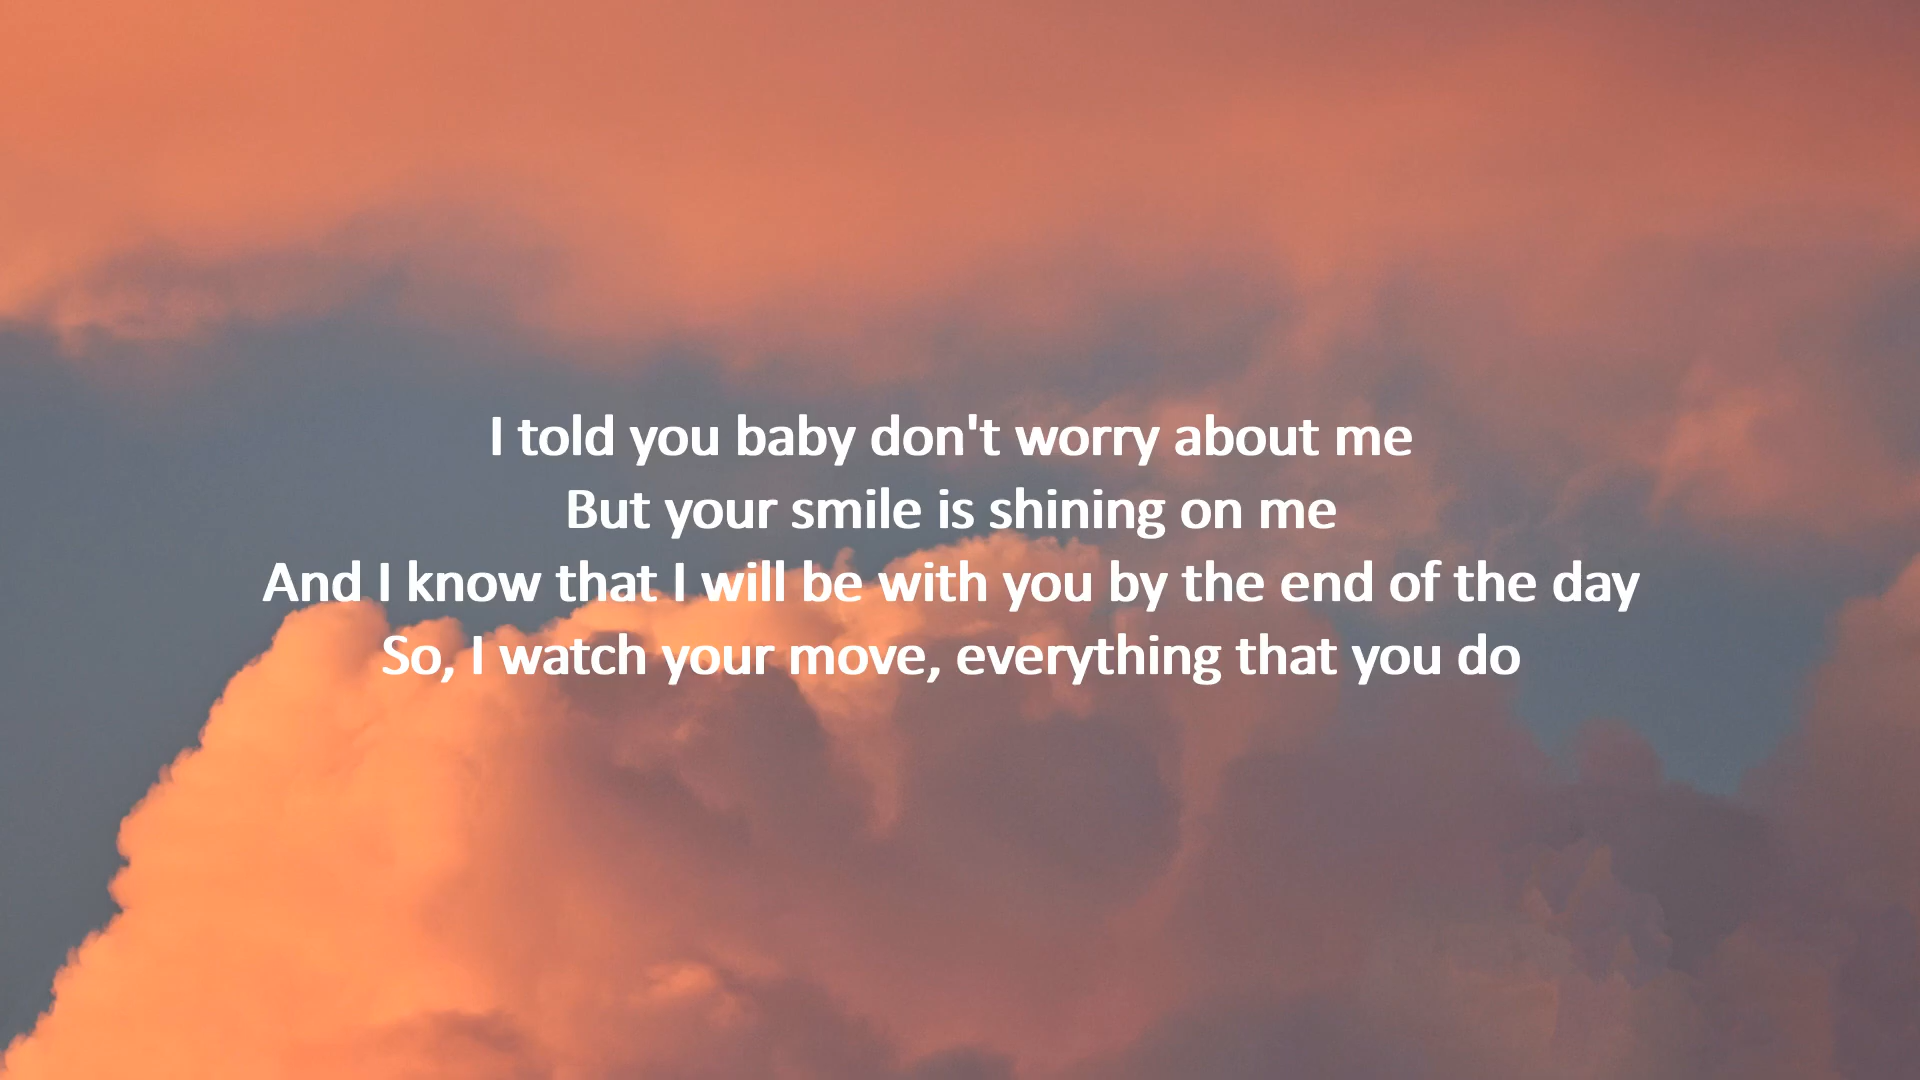 I told you baby don't worry about me
But your smile is shining on me
And I know that I will be with you by the end of the day
So, I watch your move, everything that you do